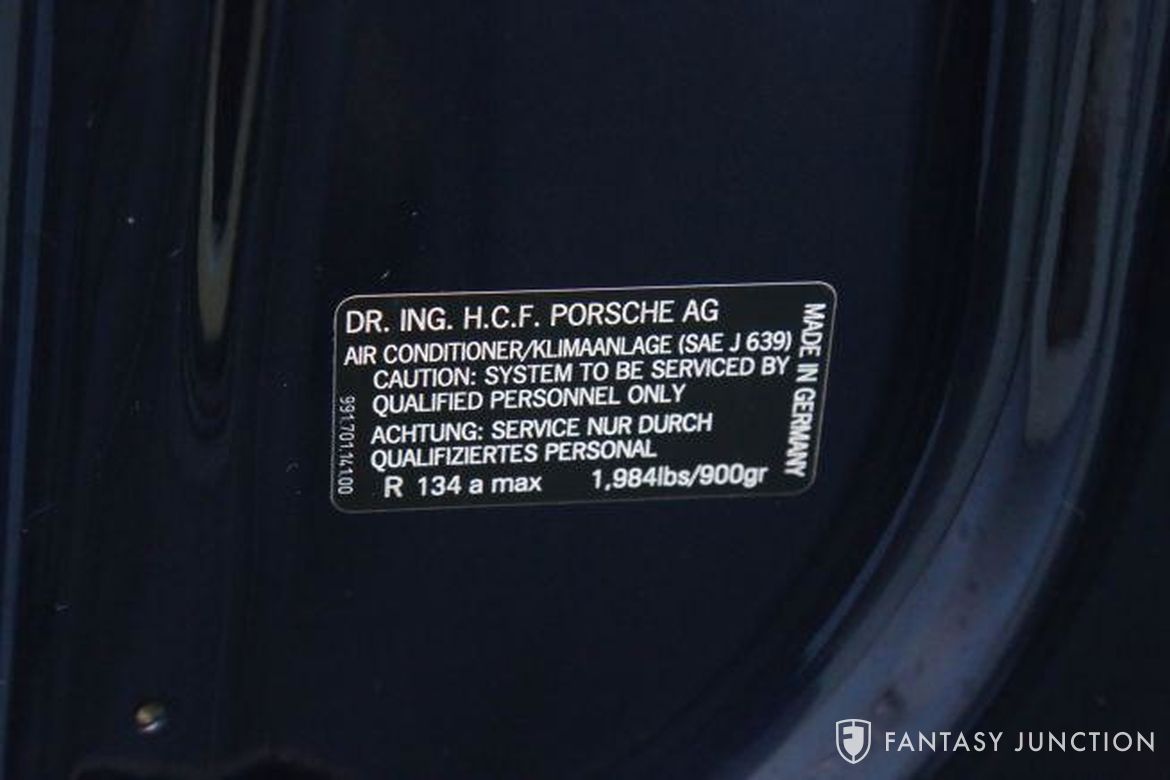 DR. ING. H.C.F. PORSCHE AG
AIR CONDITIONER/KLIMAANLAGE (SAE J 639)
CAUTION: SYSTEM TO BE SERVICED BY
QUALIFIED PERSONNEL ONLY
ACHTUNG: SERVICE NUR DURCH
QUALIFIZIERTES PERSONAL
R 134 a max 1,984lbs/900gr
MADE IN GERMANY
99170114100
FANTASY JUNCTION